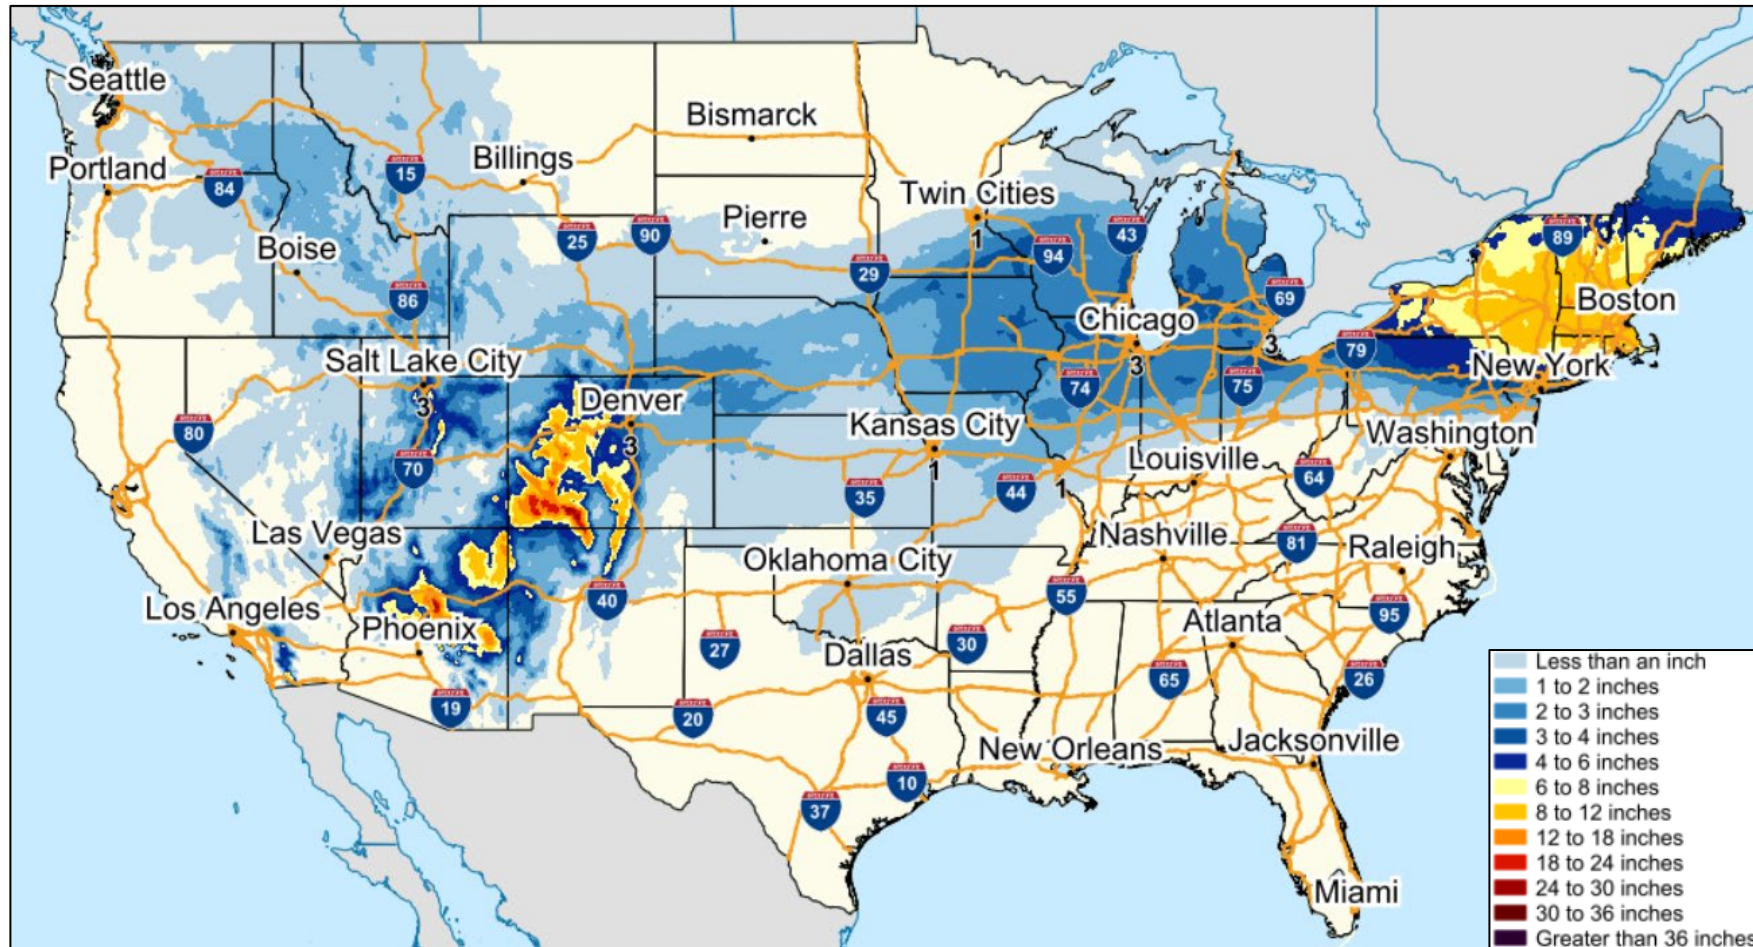 Seattle
Bismarck
Portland
84
15
Billings
Twin Cities
1
Pierre
25
90
43
94
29
89
Boise
86
69
Boston
Chicago
3
3
79
Salt Lake City
3
74
75
New York
Denver
3
80
70
Kansas City
1
Washington
Louisville
64
35
44
1
Las Vegas
Nashville
81
Raleigh
Oklahoma City
40
55
95
Los Angeles
Phoenix
Atlanta
27
30
Dallas
65
26
19
20
45
New Orleans
Jacksonville
10
37
Miami
Less than an inch
1 to 2 inches
2 to 3 inches
3 to 4 inches
4 to 6 inches
6 to 8 inches
8 to 12 inches
12 to 18 inches
18 to 24 inches
24 to 30 inches
30 to 36 inches
Greater than 36 inches